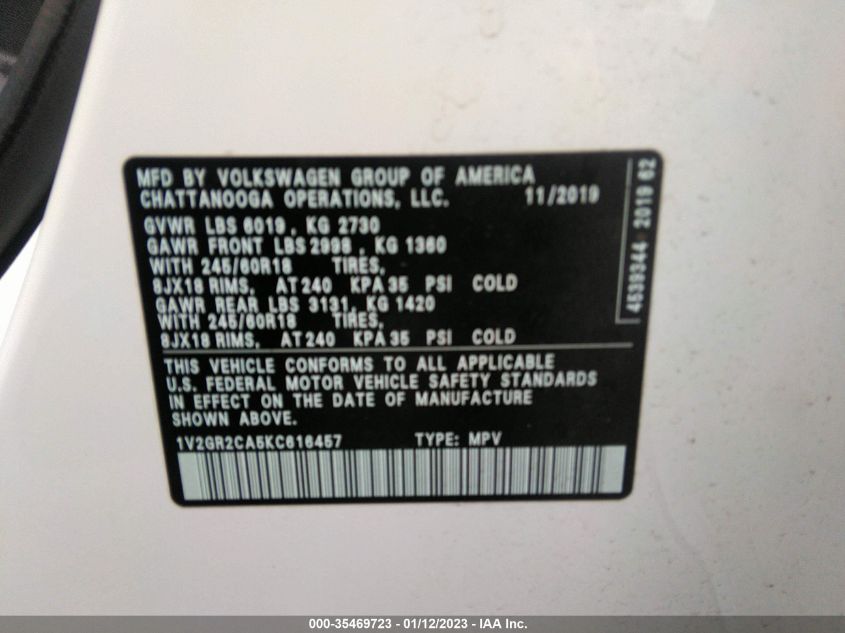 MFD BY VOLKSWAGEN GROUP OF AMERICA
CHATTANOOGA OPERATIONS, LLC. 11/2019
GVWR LBS 6019 , KG 2730
GAWR FRONT LBS 2998 , KG 1360
WITH 245/60R18 TIRES,
8JX18 RIMS, AT 240 KPA 35 PSI COLD
GAWR REAR LBS 3131, KG 1420
WITH 245/60R18 TIRES,
8JX18 RIMS, AT 240 KPA 35 PSI COLD
THIS VEHICLE CONFORMS TO ALL APPLICABLE
U.S. FEDERAL MOTOR VEHICLE SAFETY STANDARDS
IN EFFECT ON THE DATE OF MANUFACTURE
SHOWN ABOVE.
1V2GR2CA5KC616457 TYPE: MPV
4539344 2019 62
000-35469723 - 01/12/2023 - IAA Inc.